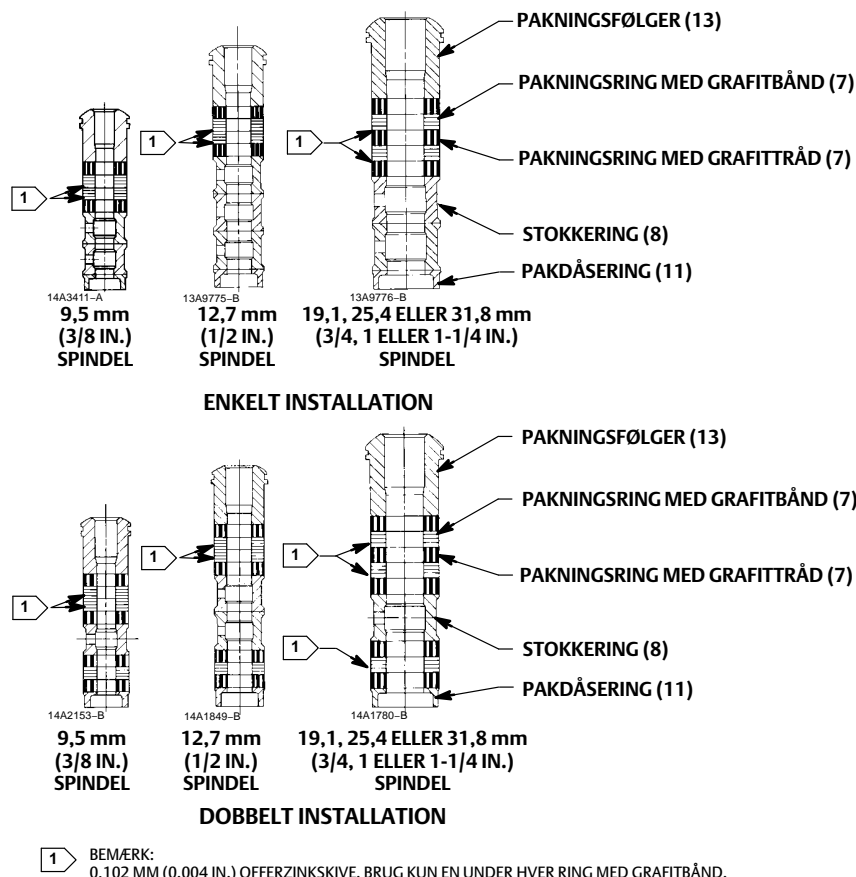 PAKNINGSFØLGER (13)
PAKNINGSRING MED GRAFITBÅND (7)
1
1
1
PAKNINGSRING MED GRAFITTRÅD (7)
STOKKERING (8)
PAKDÅSERING (11)
14A3411-A
13A9775-B
13A9776-B
9,5 mm
(3/8 IN.)
SPINDEL
12,7 mm
(1/2 IN.)
SPINDEL
19,1, 25,4 ELLER 31,8 mm
(3/4, 1 ELLER 1-1/4 IN.)
SPINDEL
ENKELT INSTALLATION
PAKNINGSFØLGER (13)
PAKNINGSRING MED GRAFITBÅND (7)
1
1
1
PAKNINGSRING MED GRAFITTRÅD (7)
1
STOKKERING (8)
PAKDÅSERING (11)
14A2153-B
14A1849-B
14A1780-B
9,5 mm
(3/8 IN.)
SPINDEL
12,7 mm
(1/2 IN.)
SPINDEL
19,1, 25,4 ELLER 31,8 mm
(3/4, 1 ELLER 1-1/4 IN.)
SPINDEL
DOBBELT INSTALLATION
1 BEMÆRK:
0,102 MM (0.004 IN.) OFFERZINKSKIVE. BRUG KUN EN UNDER HVER RING MED GRAFITBÅND.